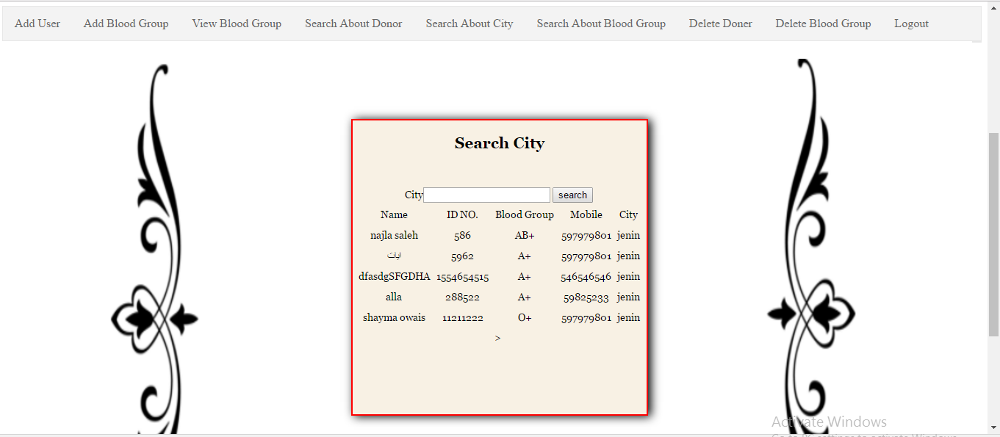 Add User Add Blood Group View Blood Group Search About Donor Search About City Search About Blood Group Delete Doner Delete Blood Group Logout
Search City
City search
Name ID NO. Blood Group Mobile City
najla saleh 586 AB+ 597979801 jenin
ايات 5962 A+ 597979801 jenin
dfasdgSFGDHA 1554654515 A+ 546546546 jenin
alla 288522 A+ 59825233 jenin
shayma owais 11211222 O+ 597979801 jenin
>
Activate Windows